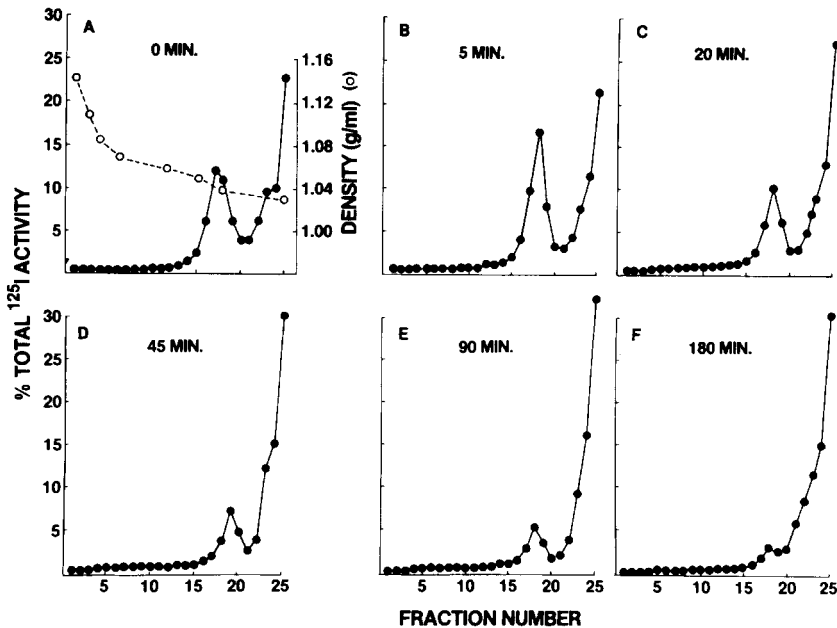 A
0 MIN.
30
25
20
15
10
5
1.16
1.12
1.08
1.04
1.00
DENSITY (g/ml) (o)
B
5 MIN.
C
20 MIN.
% TOTAL 125I ACTIVITY
D
45 MIN.
30
25
20
15
10
5
5 10 15 20 25
E
90 MIN.
5 10 15 20 25
F
180 MIN.
5 10 15 20 25
FRACTION NUMBER